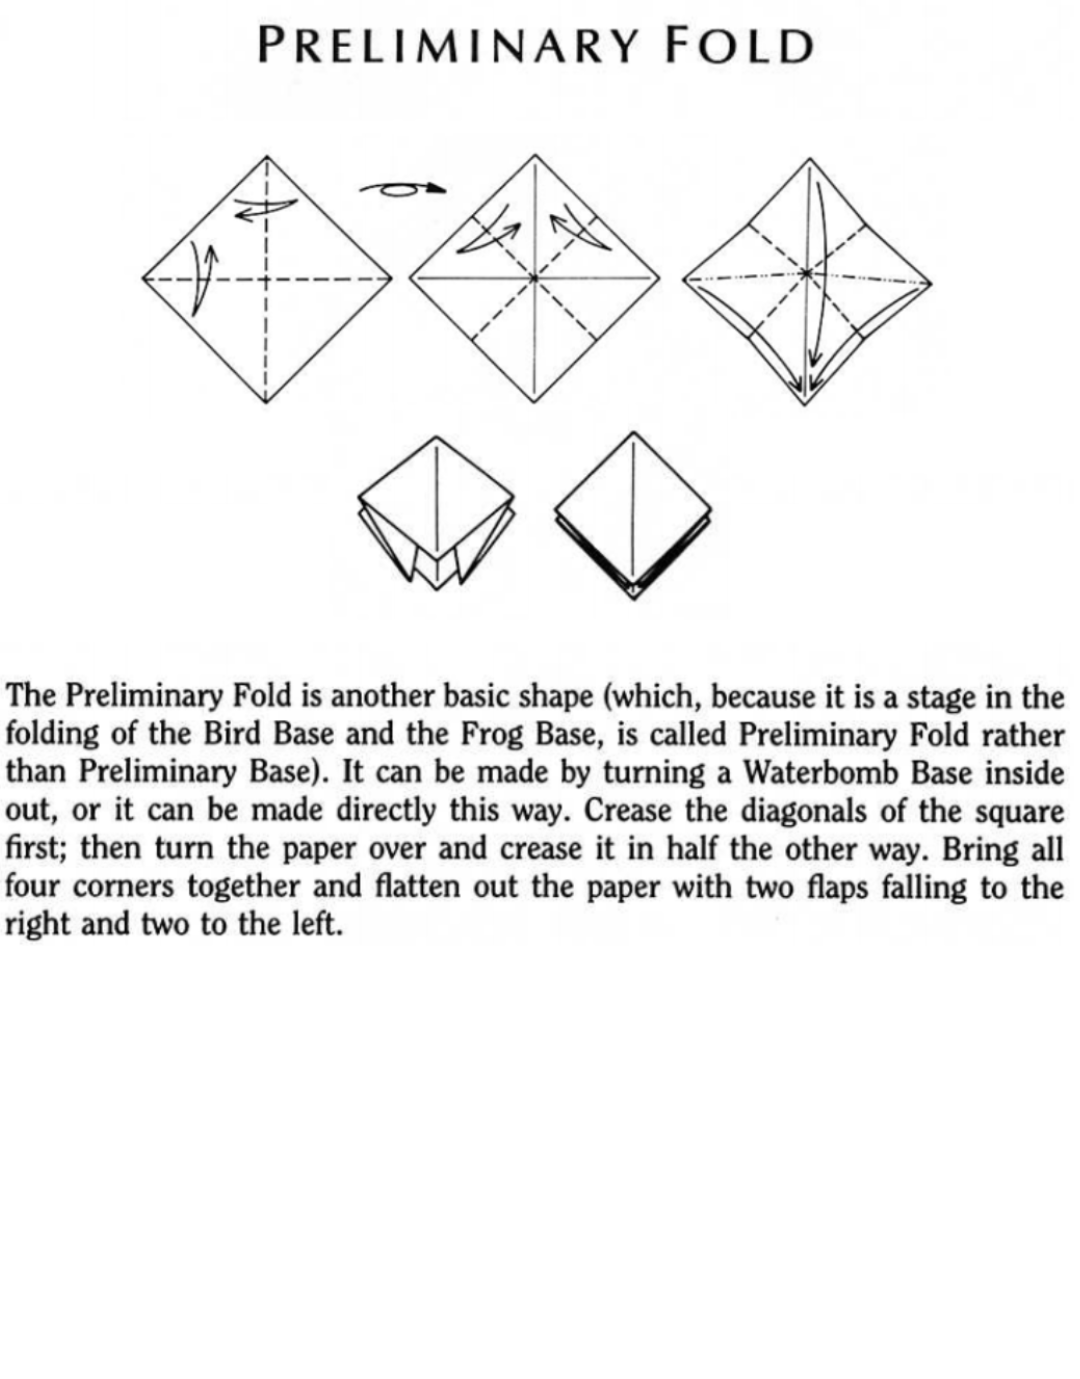 PRELIMINARY FOLD
The Preliminary Fold is another basic shape (which, because it is a stage in the
folding of the Bird Base and the Frog Base, is called Preliminary Fold rather
than Preliminary Base). It can be made by turning a Waterbomb Base inside
out, or it can be made directly this way. Crease the diagonals of the square
first; then turn the paper over and crease it in half the other way. Bring all
four corners together and flatten out the paper with two flaps falling to the
right and two to the left.